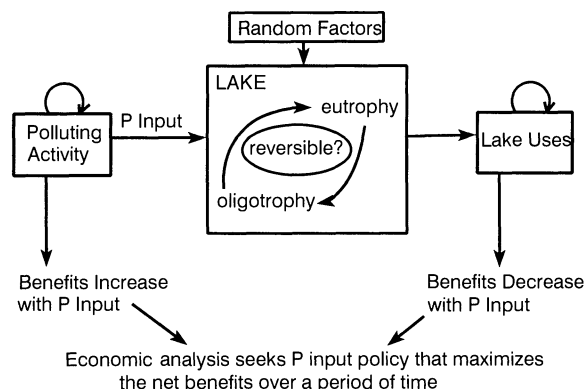 Random Factors
LAKE
eutrophy
P Input
Polluting
Activity
reversible?
Lake Uses
oligotrophy
Benefits Increase
with P Input
Benefits Decrease
with P Input
Economic analysis seeks P input policy that maximizes
the net benefits over a period of time